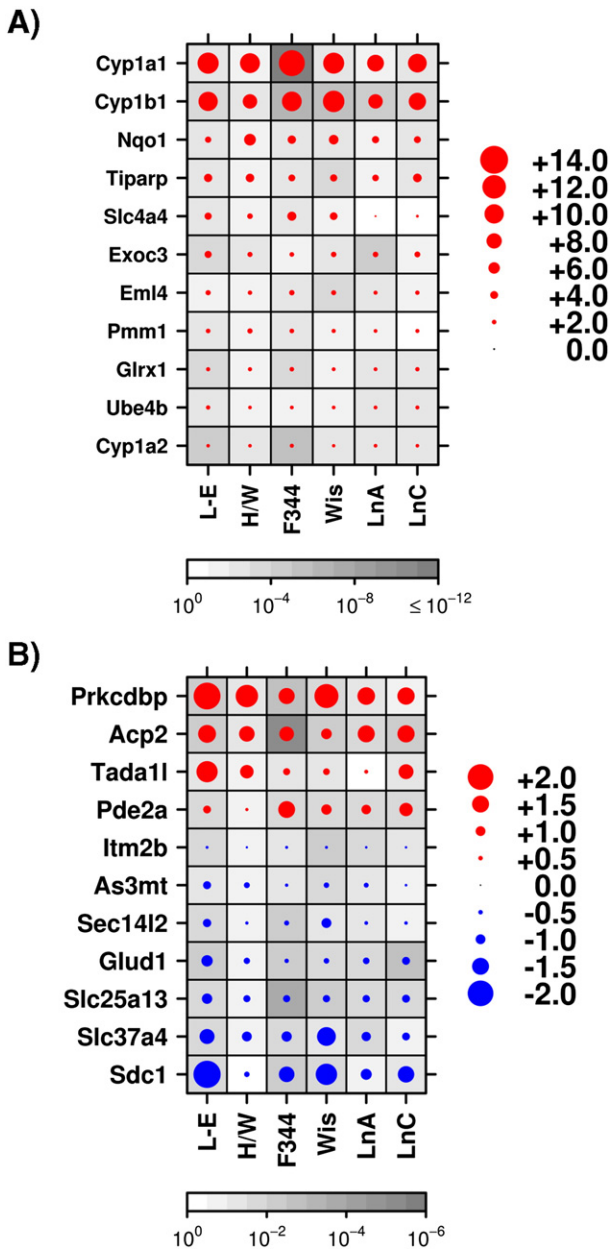 A)
Cyp1a1
Cyp1b1
Nqo1
Tiparp
Slc4a4
Exoc3
Eml4
Pmm1
Glrx1
Ube4b
Cyp1a2
+14.0
+12.0
+10.0
+8.0
+6.0
+4.0
+2.0
0.0
L-E H/W F344 Wis LnA LnC
10^0 10^-4 10^-8 ≤10^-12
B)
Prkcdbp
Acp2
Tada1l
Pde2a
Itm2b
As3mt
Sec14l2
Glud1
Slc25a13
Slc37a4
Sdc1
+2.0
+1.5
+1.0
+0.5
0.0
-0.5
-1.0
-1.5
-2.0
L-E H/W F344 Wis LnA LnC
10^0 10^-2 10^-4 10^-6